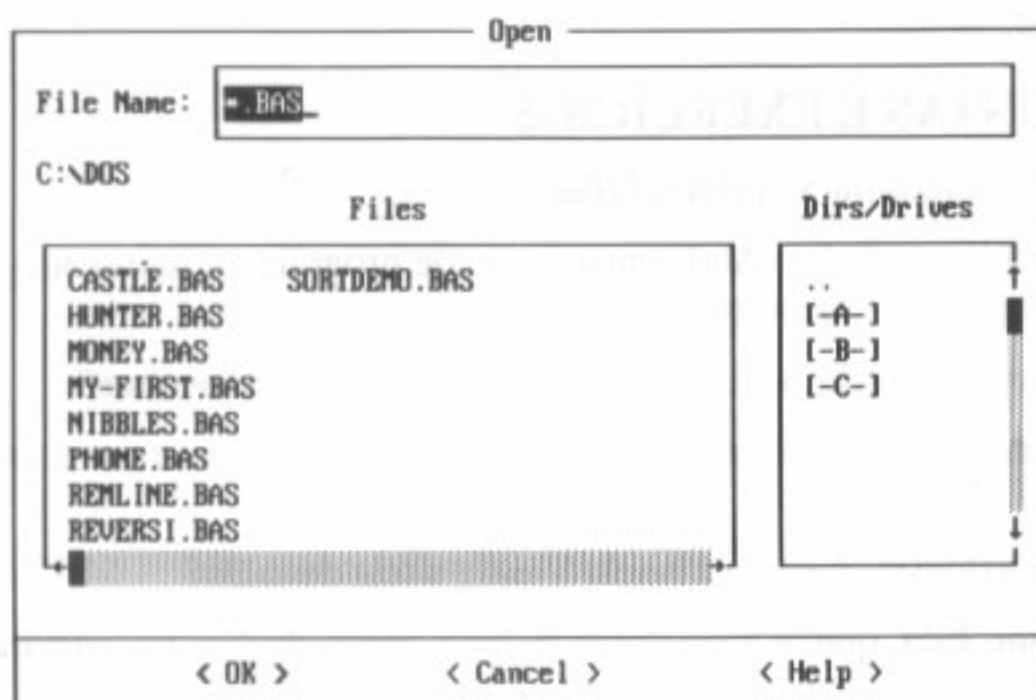 Open
File Name: *.BAS
C:\DOS
Files Dirs/Drives
CASTLE.BAS SORTDEMO.BAS ..
HUNTER.BAS [-A-]
MONEY.BAS [-B-]
MY-FIRST.BAS [-C-]
NIBBLES.BAS
PHONE.BAS
REMLINE.BAS
REVERSI.BAS
< OK > < Cancel > < Help >